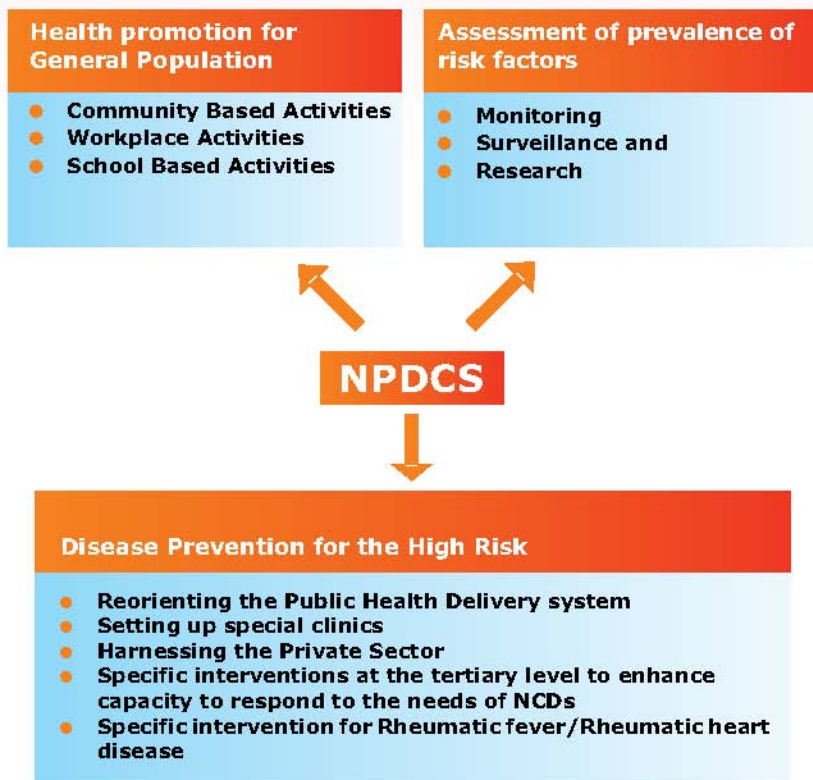 Health promotion for
General Population
Community Based Activities
Workplace Activities
School Based Activities
Assessment of prevalence of
risk factors
Monitoring
Surveillance and
Research
NPDCS
Disease Prevention for the High Risk
Reorienting the Public Health Delivery system
Setting up special clinics
Harnessing the Private Sector
Specific interventions at the tertiary level to enhance
capacity to respond to the needs of NCDs
Specific intervention for Rheumatic fever/Rheumatic heart
disease